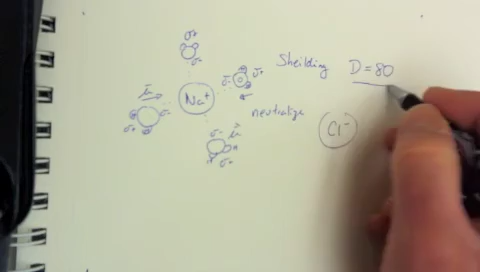 δ+
δ-
Sheilding D = 80
δ- δ+
Na+
μ
δ-
δ+
neutralize
Cl-
δ- μ
δ+